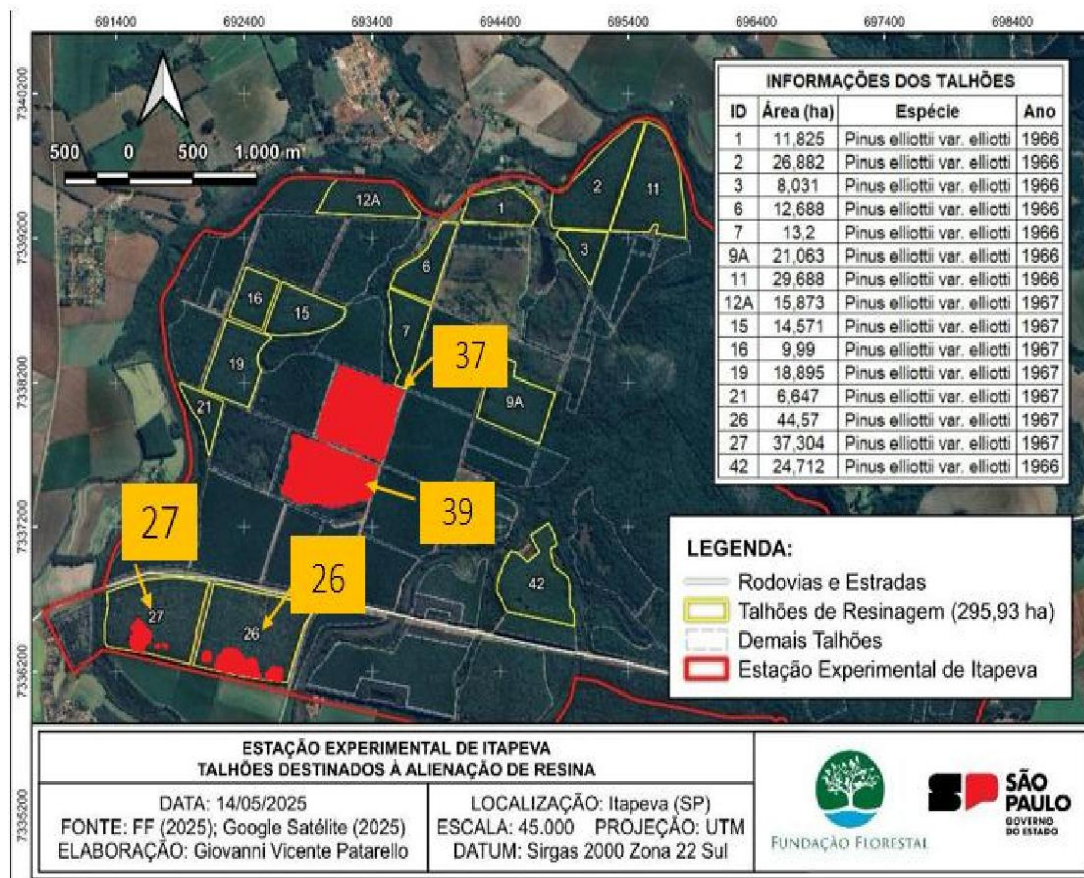 691400 692400 693400 694400 695400 696400 697400 698400
7340200
7339200
7338200
7337200
7336200
7335200
500 0 500 1.000 m
INFORMAÇÕES DOS TALHÕES
ID Área (ha) Espécie Ano
1 11,825 Pinus elliottii var. elliotti 1966
2 26,882 Pinus elliottii var. elliotti 1966
3 8,031 Pinus elliottii var. elliotti 1966
6 12,688 Pinus elliottii var. elliotti 1966
7 13,2 Pinus elliottii var. elliotti 1966
9A 21,063 Pinus elliottii var. elliotti 1966
11 29,688 Pinus elliottii var. elliotti 1966
12A 15,873 Pinus elliottii var. elliotti 1967
15 14,571 Pinus elliottii var. elliotti 1967
16 9,99 Pinus elliottii var. elliotti 1967
19 18,895 Pinus elliottii var. elliotti 1967
21 6,647 Pinus elliottii var. elliotti 1967
26 44,57 Pinus elliottii var. elliotti 1967
27 37,304 Pinus elliottii var. elliotti 1967
42 24,712 Pinus elliottii var. elliotti 1966
2
11
12A
1
3
6
16
15
7
19
37
9A
21
39
27
26
42
27
26
LEGENDA:
Rodovias e Estradas
Talhões de Resinagem (295,93 ha)
Demais Talhões
Estação Experimental de Itapeva
ESTAÇÃO EXPERIMENTAL DE ITAPEVA
TALHÕES DESTINADOS À ALIENAÇÃO DE RESINA
DATA: 14/05/2025
FONTE: FF (2025); Google Satélite (2025)
ELABORAÇÃO: Giovanni Vicente Patarello
LOCALIZAÇÃO: Itapeva (SP)
ESCALA: 45.000 PROJEÇÃO: UTM
DATUM: Sirgas 2000 Zona 22 Sul
FUNDAÇÃO FLORESTAL
SÃO
PAULO
GOVERNO
DO ESTADO